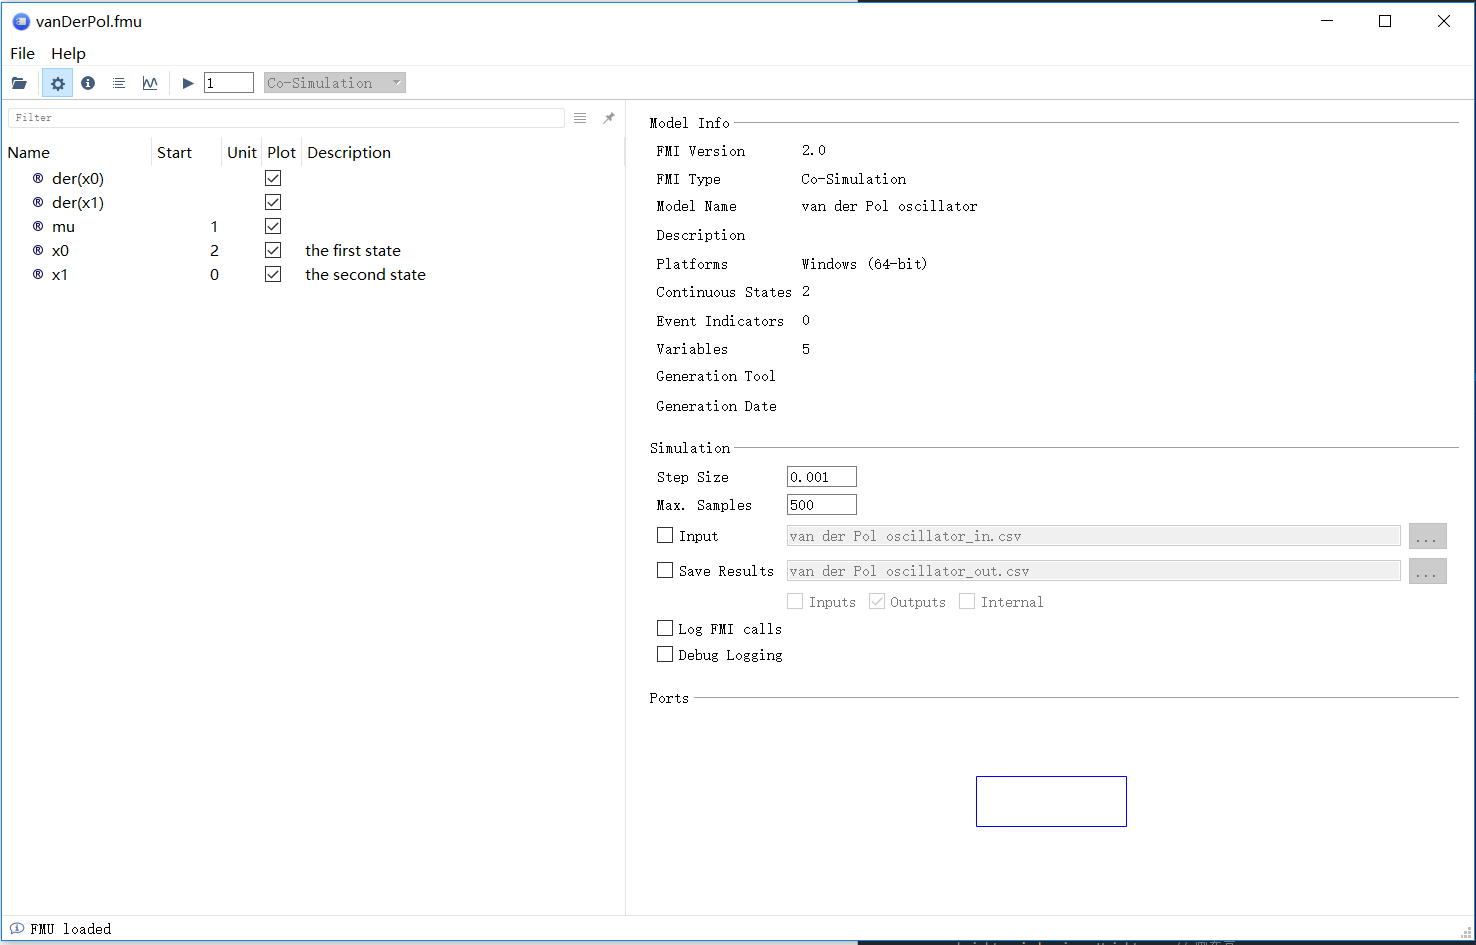 vanDerPol.fmu
File Help
1 Co-Simulation
Filter
Name Start Unit Plot Description
der(x0)
der(x1)
mu 1
x0 2 the first state
x1 0 the second state
Model Info
FMI Version 2.0
FMI Type Co-Simulation
Model Name van der Pol oscillator
Description
Platforms Windows (64-bit)
Continuous States 2
Event Indicators 0
Variables 5
Generation Tool
Generation Date
Simulation
Step Size 0.001
Max. Samples 500
Input van der Pol oscillator_in.csv ...
Save Results van der Pol oscillator_out.csv ...
Inputs Outputs Internal
Log FMI calls
Debug Logging
Ports
FMU loaded